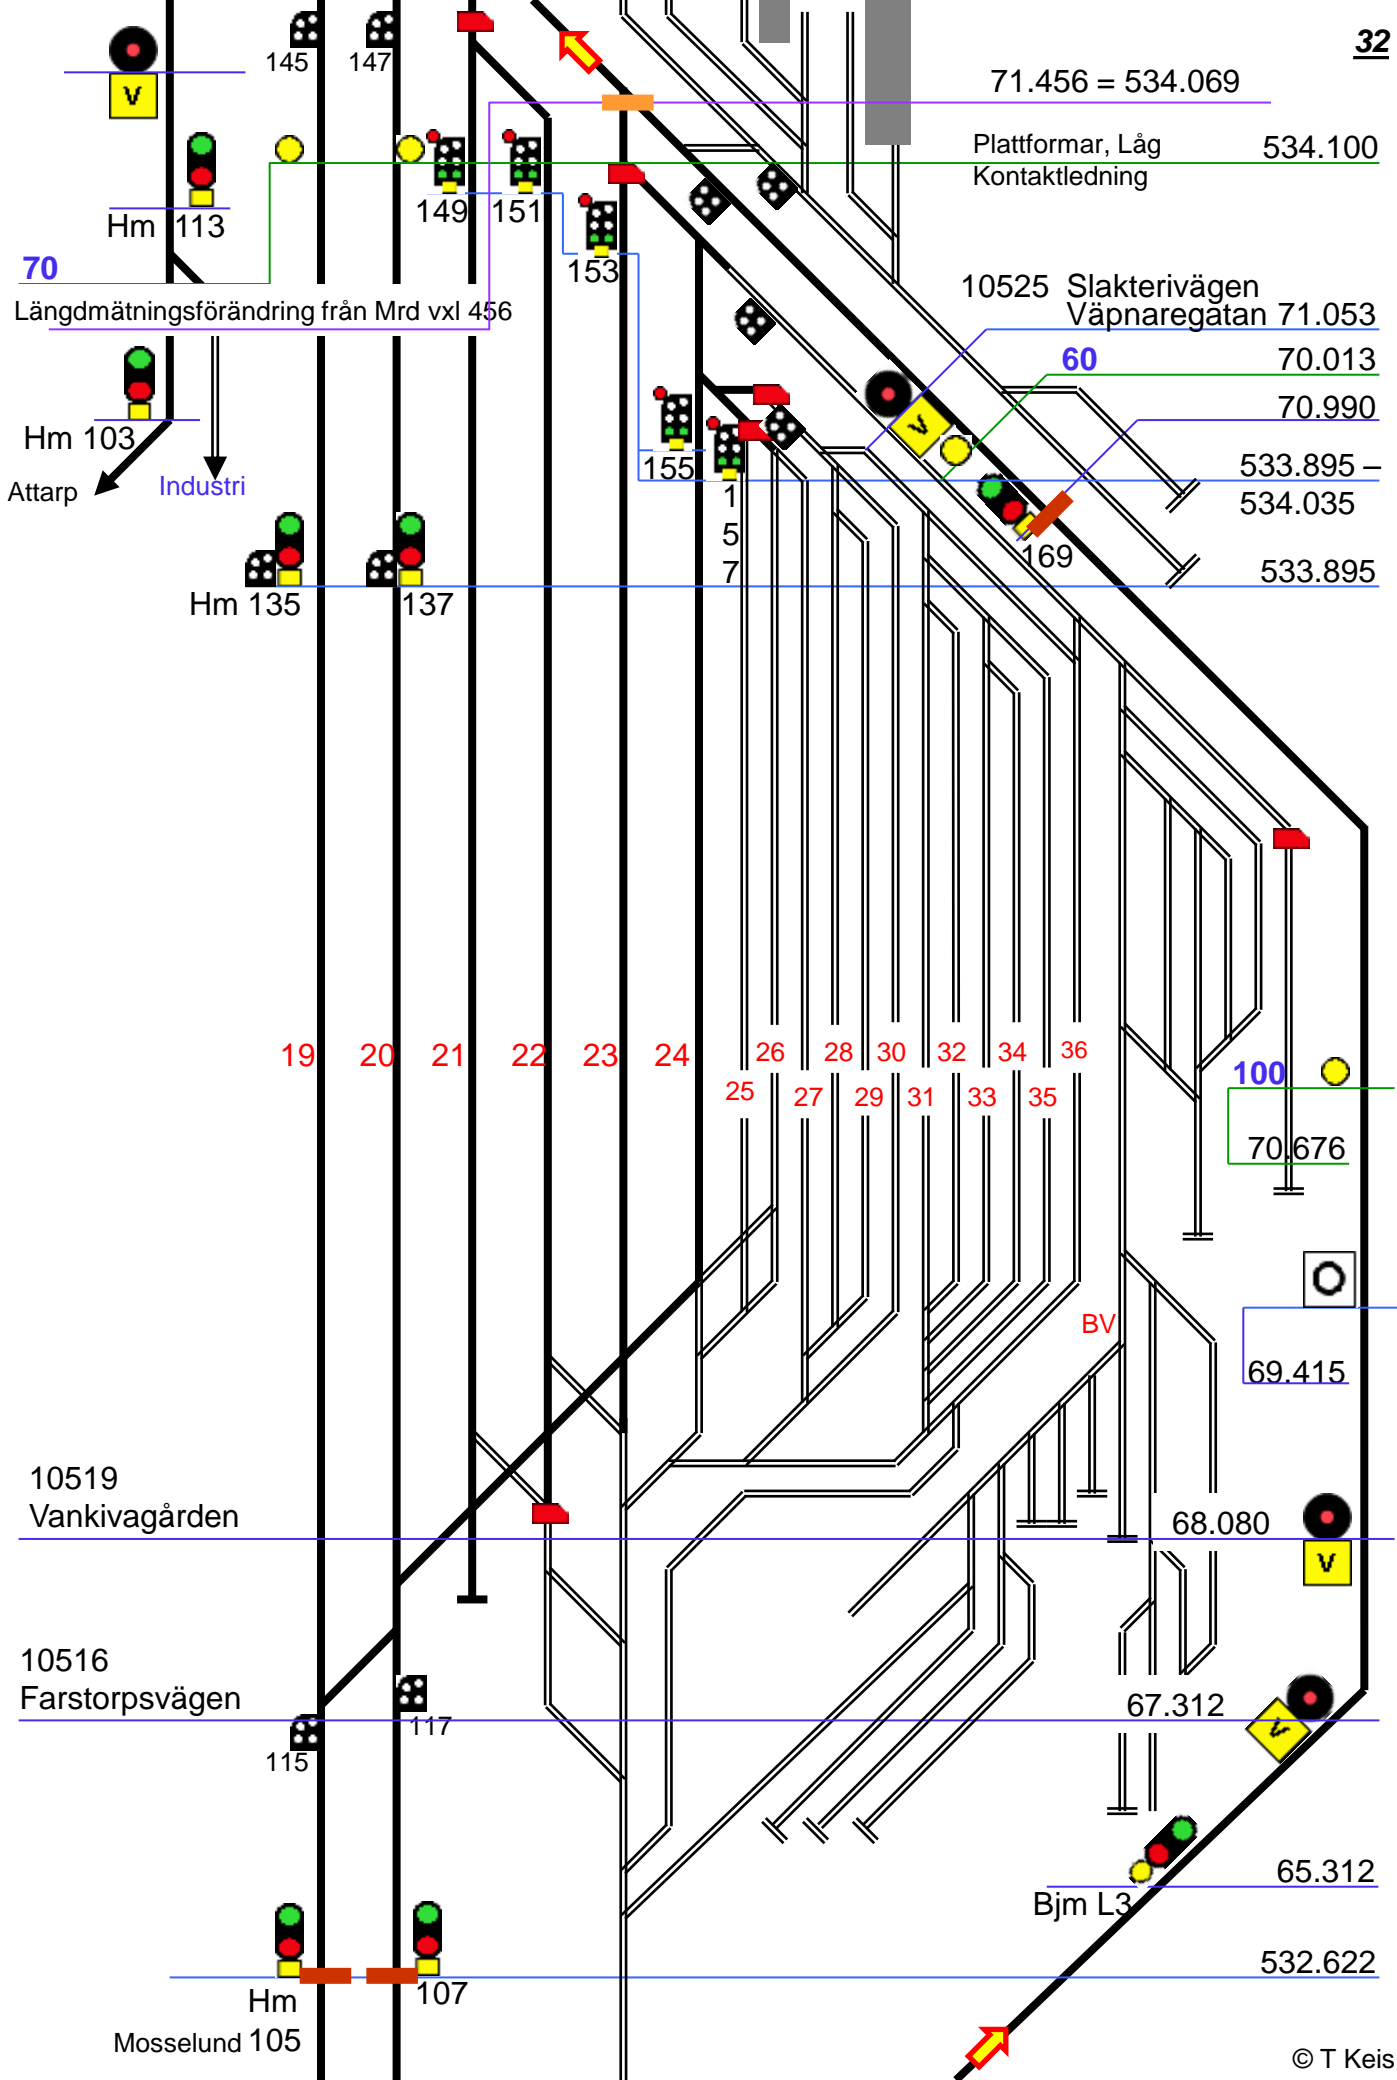 32
145
147
V
71.456 = 534.069
Plattformar, Låg
Kontaktledning
534.100
Hm 113
149
151
153
70
Längdmätningsförändring från Mrd vxl 456
10525 Slakterivägen
Väpnaregatan 71.053
60
70.013
70.990
Hm 103
Attarp
Industri
V
155
1
5
7
533.895 –
534.035
169
533.895
Hm 135
137
19
20
21
22
23
24
26
28
30
32
34
36
25
27
29
31
33
35
100
70.676
O
BV
69.415
10519
Vankivagården
68.080
V
10516
Farstorpsvägen
67.312
V
117
115
65.312
Bjm L3
532.622
107
Hm
Mosselund 105
© T Keis